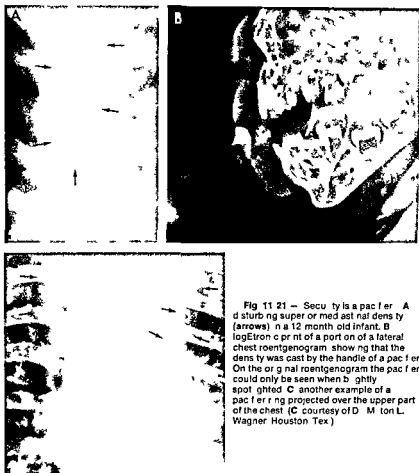 A
B
Fig 11 21 — Secu ty is a pac f er A
d sturb ng super or med ast nal dens ty
(arrows) n a 12 month old infant. B
logEtron c pr nt of a port on of a lateral
chest roentgenogram show ng that the
dens ty was cast by the handle of a pac f er
On the or g nal roentgenogram the pac f er
could only be seen when b ghtly
spot ghted C another example of a
pac f er r ng projected over the upper part
of the chest (C courtesy of D M ton L.
Wagner Houston Tex )